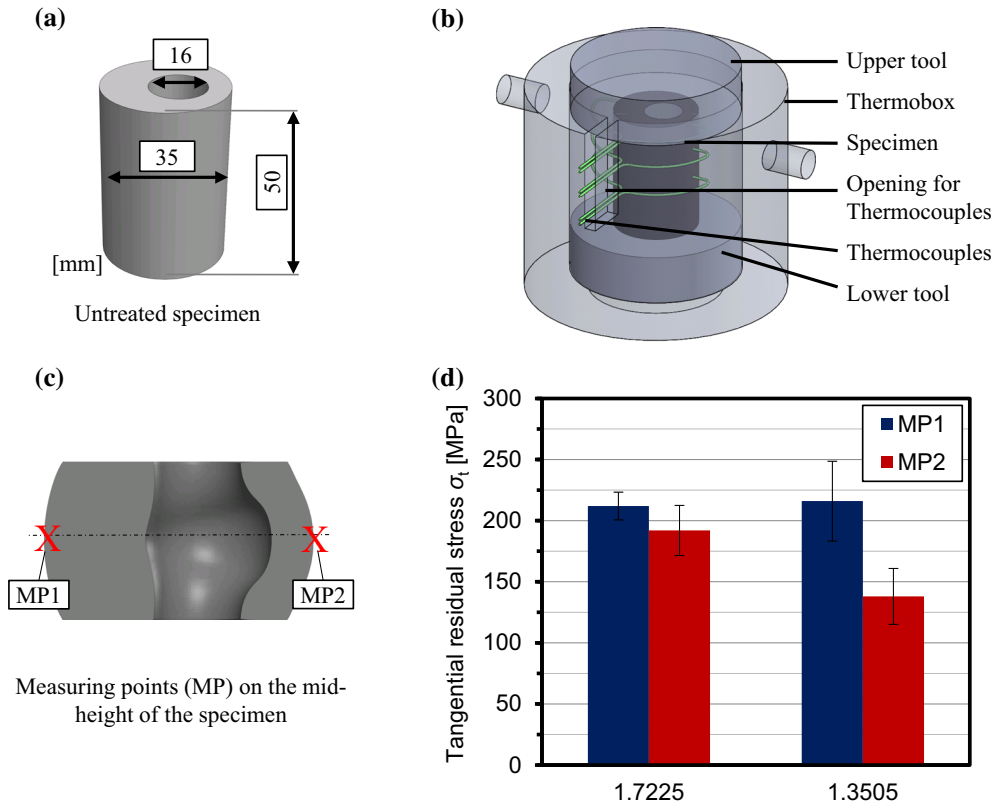 (a)
16
35
50
[mm]
Untreated specimen
(b)
Upper tool
Thermobox
Specimen
Opening for
Thermocouples
Thermocouples
Lower tool
(c)
X
X
MP1
MP2
Measuring points (MP) on the mid-
height of the specimen
(d)
Tangential residual stress σt [MPa]
300
250
200
150
100
50
0
MP1
MP2
1.7225
1.3505